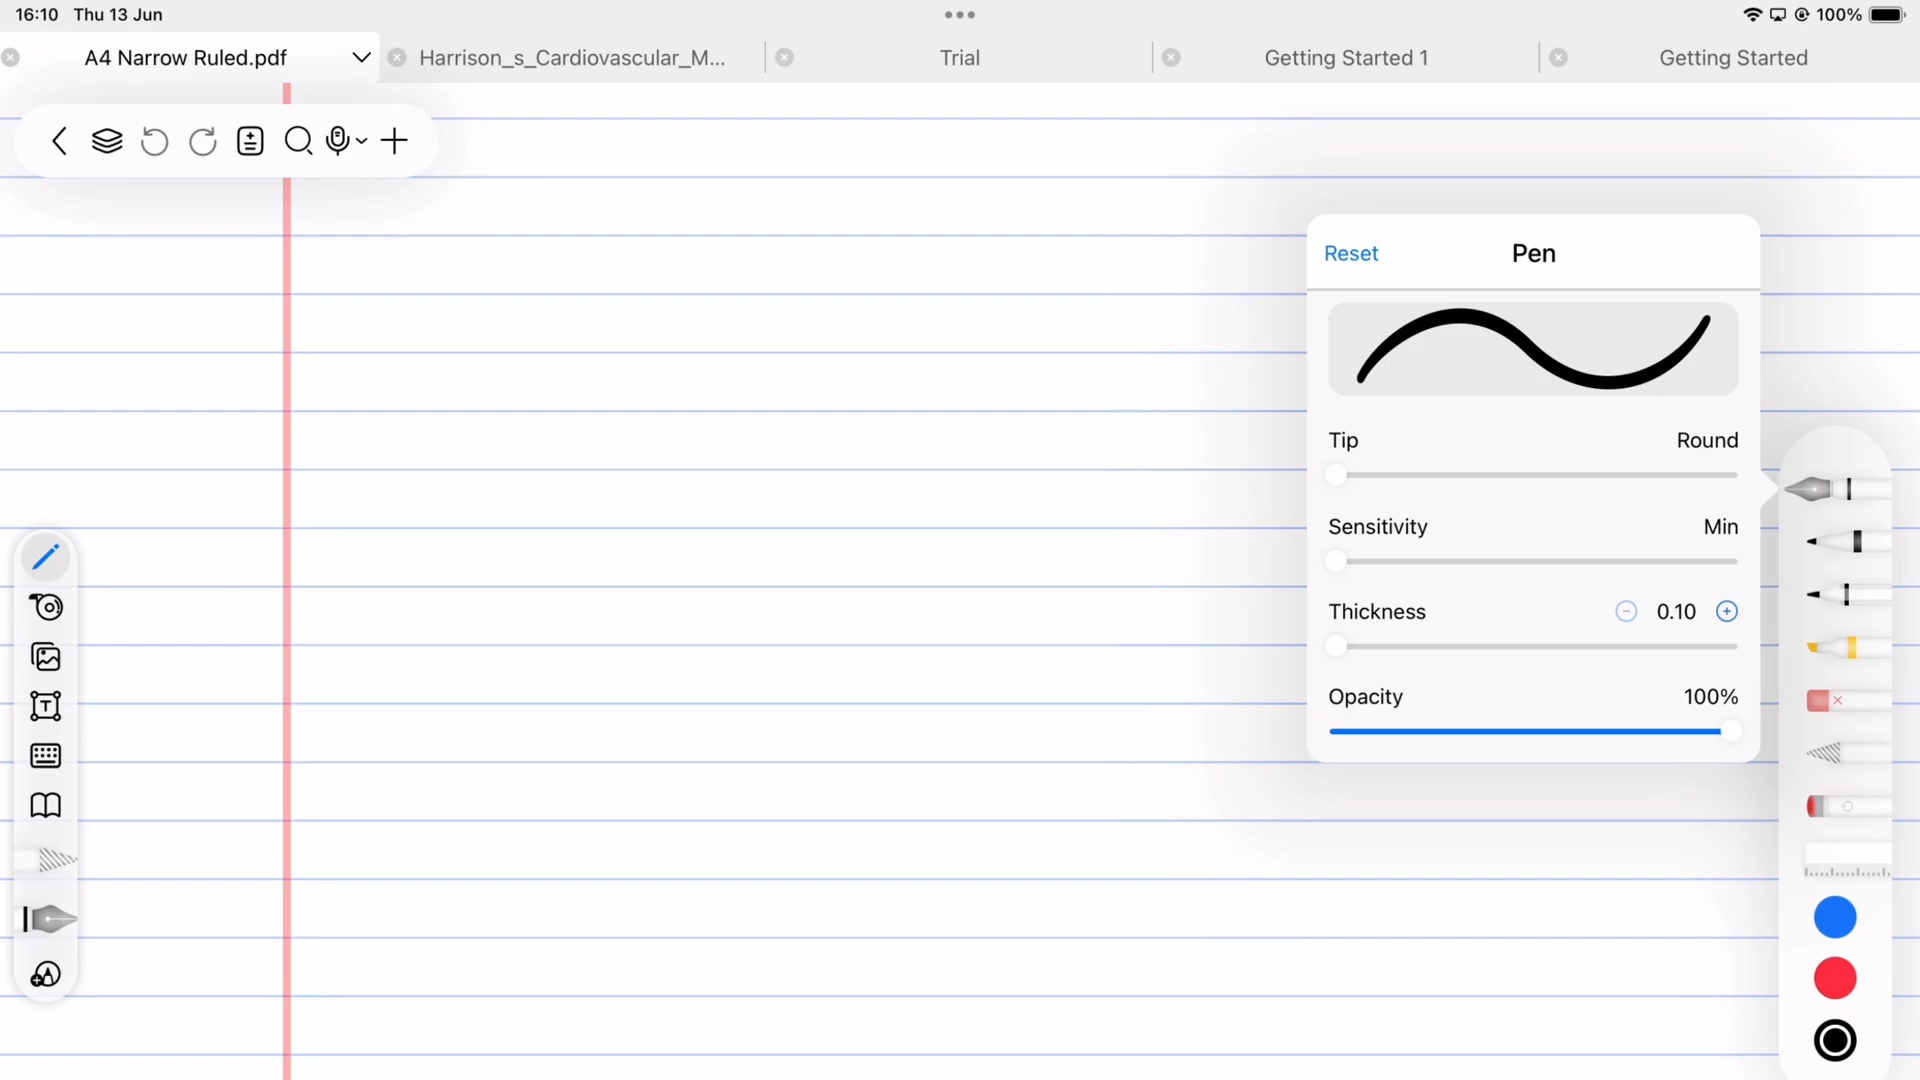 16:10 Thu 13 Jun 100%
A4 Narrow Ruled.pdf Harrison_s_Cardiovascular_M... Trial Getting Started 1 Getting Started
Reset Pen
Tip Round
Sensitivity Min
Thickness 0.10
Opacity 100%